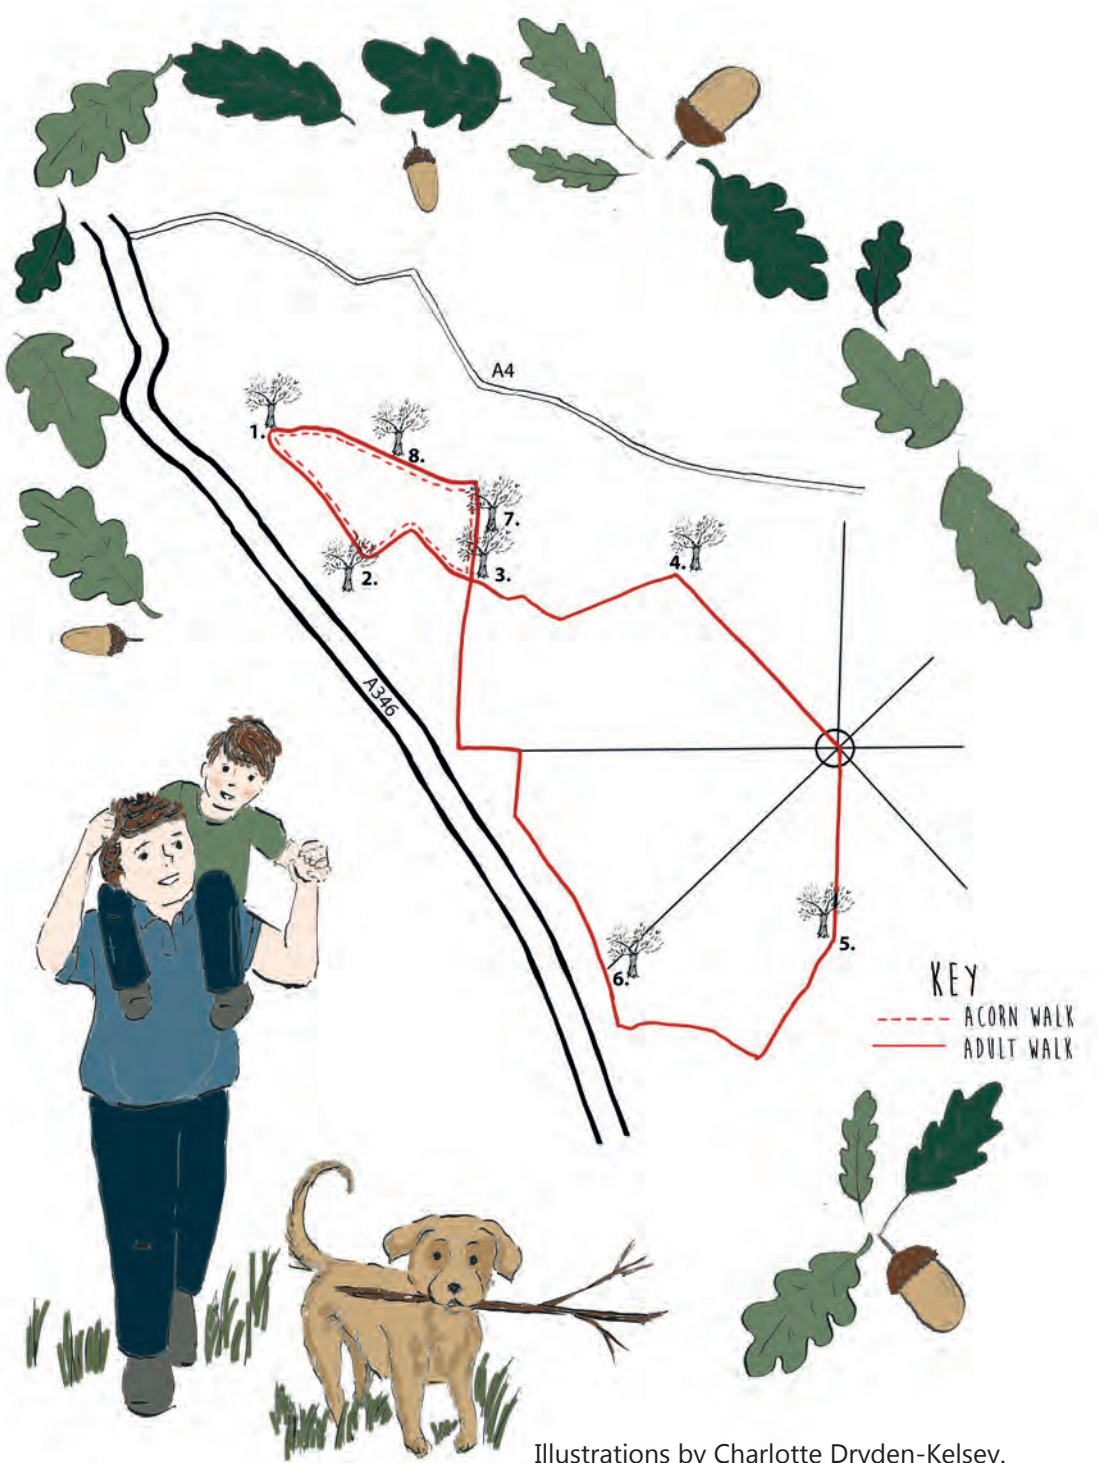 A4
1.
8.
7.
2.
3.
4.
A346
5.
6.
KEY
ACORN WALK
ADULT WALK
Illustrations by Charlotte Dryden-Kelsey.